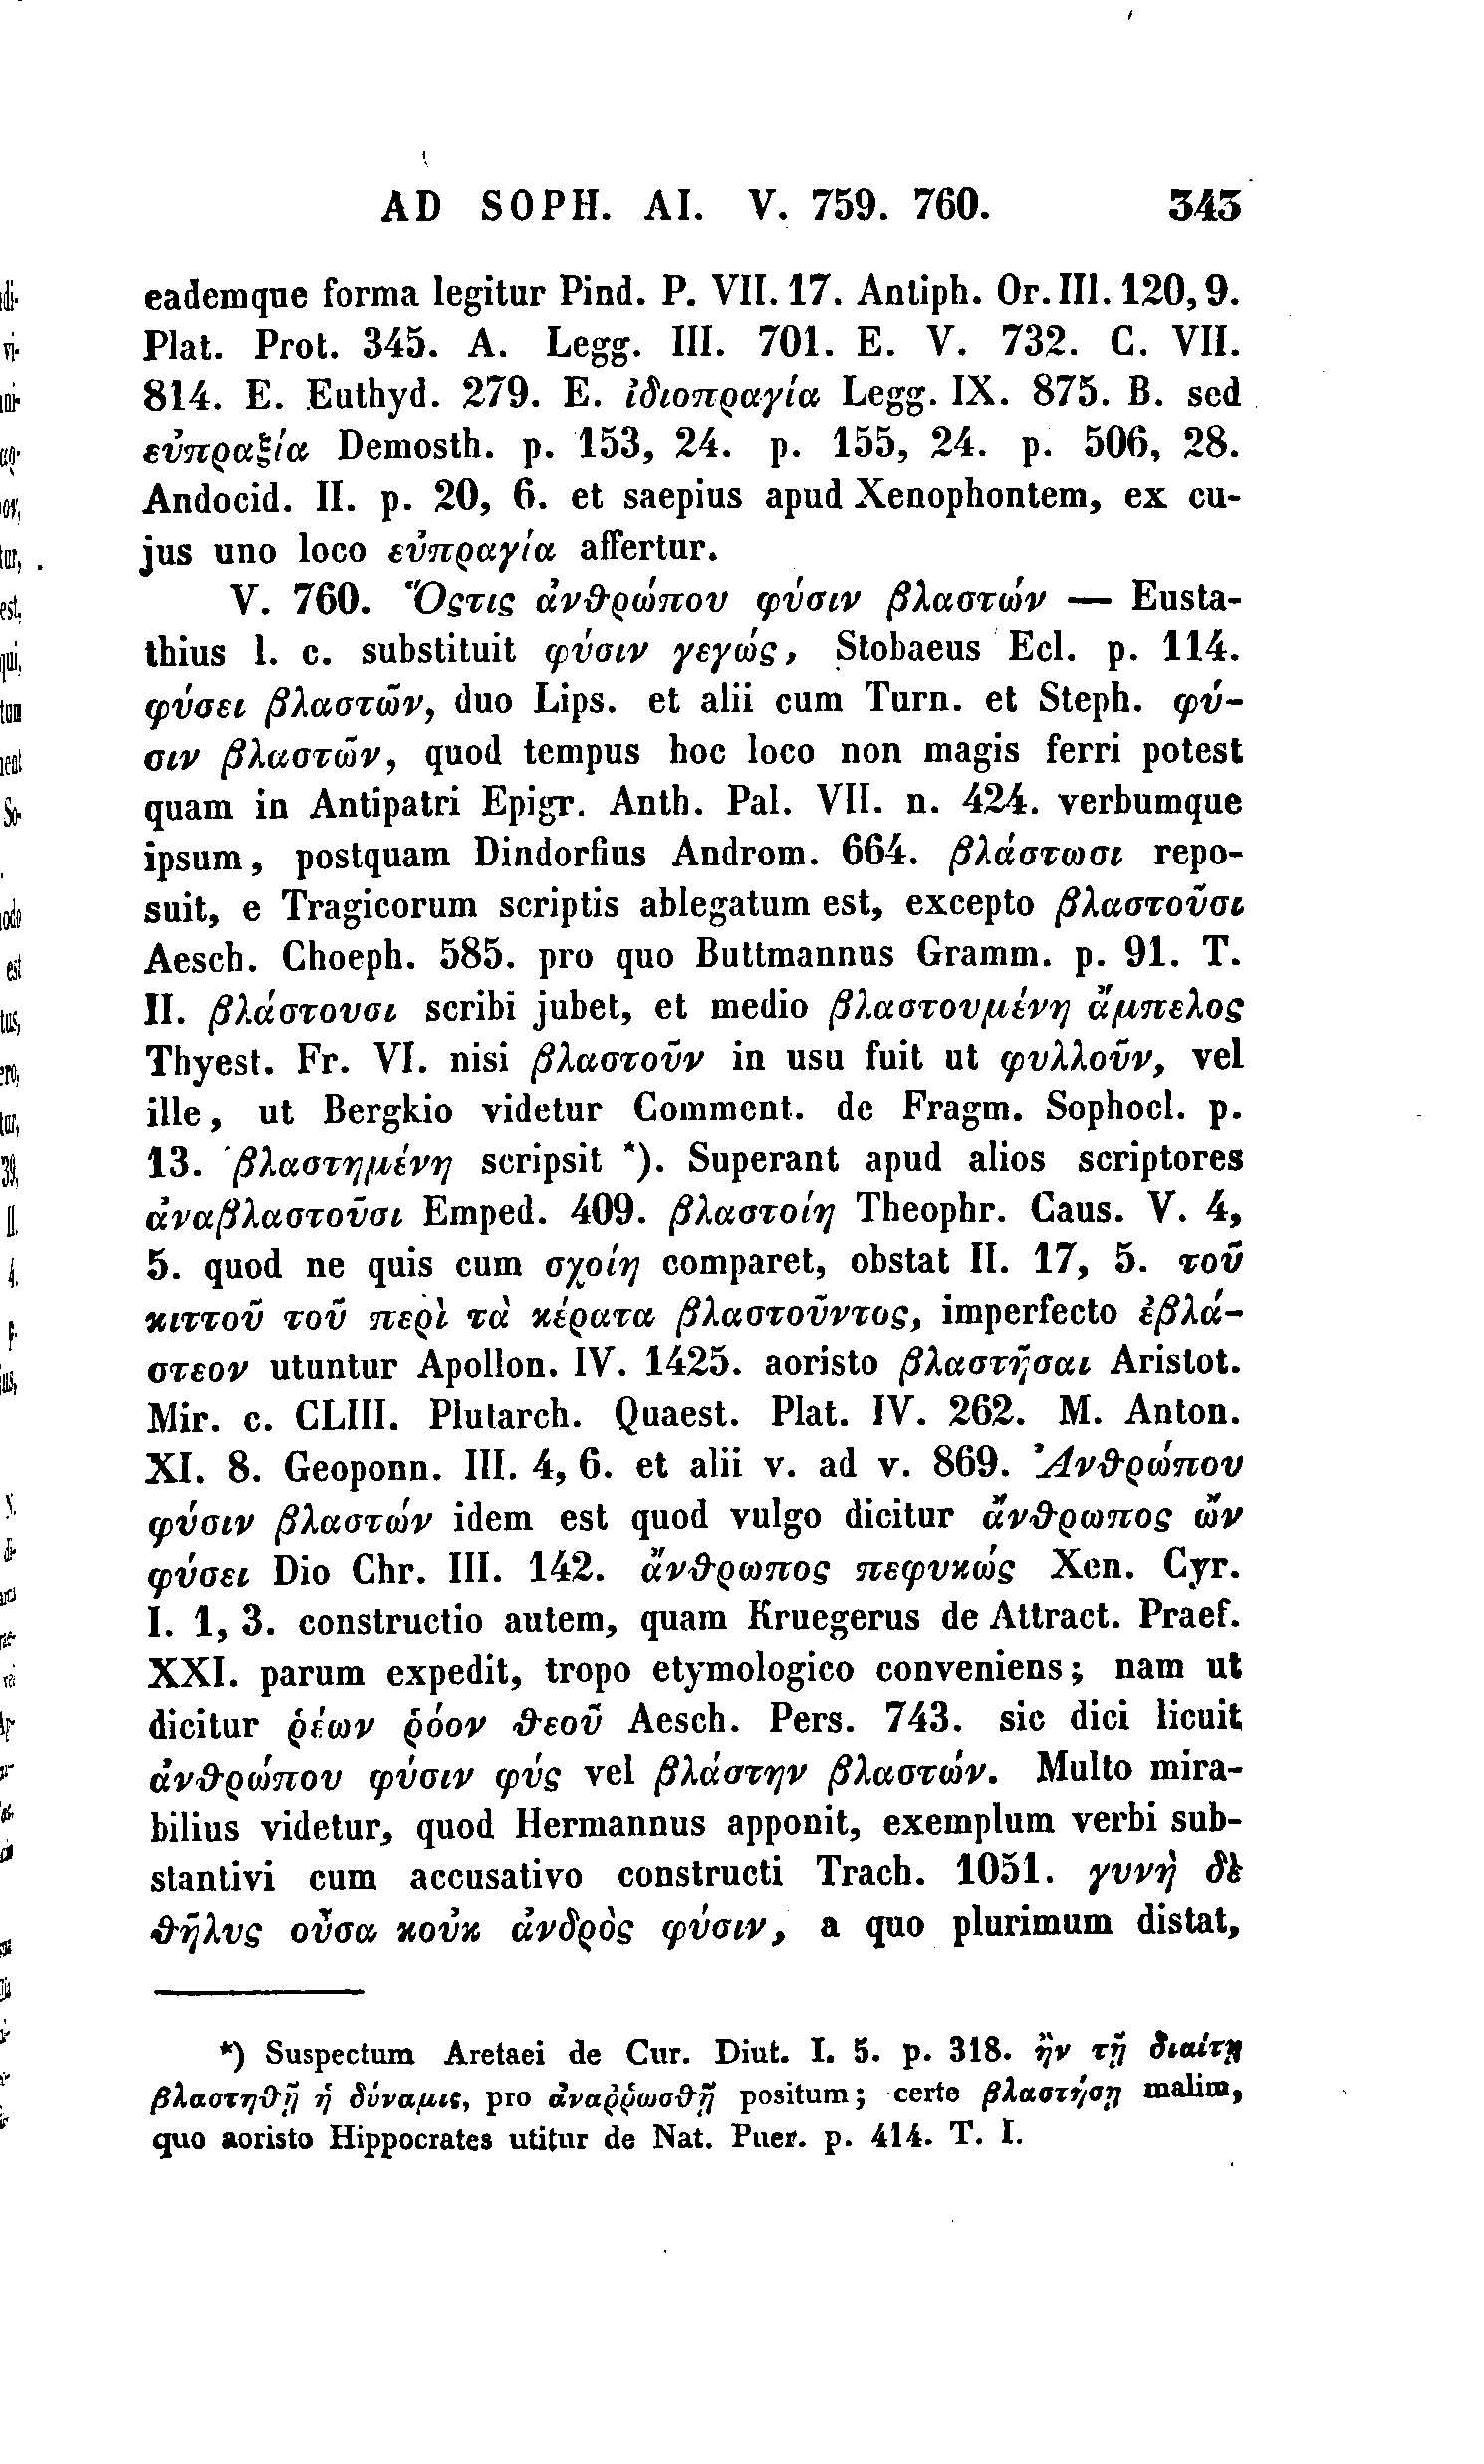 AD SOPH. AI. V. 759. 760. 343
eademque forma legitur Pind. P. VII. 17. Antiph. Or. III. 120, 9.
Plat. Prot. 345. A. Legg. III. 701. E. V. 732. C. VII.
814. E. Euthyd. 279. E. ἰδιοπραγία Legg. IX. 875. B. sed
εὐπραξία Demosth. p. 153, 24. p. 155, 24. p. 506, 28.
Andocid. II. p. 20, 6. et saepius apud Xenophontem, ex cu-
jus uno loco εὐπραγία affertur.
V. 760. Ὅςτις ἀνθρώπου φύσιν βλαστών — Eusta-
thius l. c. substituit φύσιν γεγώς, Stobaeus Ecl. p. 114.
φύσει βλαστῶν, duo Lips. et alii cum Turn. et Steph. φύ-
σιν βλαστῶν, quod tempus hoc loco non magis ferri potest
quam in Antipatri Epigr. Anth. Pal. VII. n. 424. verbumque
ipsum, postquam Dindorfius Androm. 664. βλάστωσι repo-
suit, e Tragicorum scriptis ablegatum est, excepto βλαστοῦσι
Aesch. Choeph. 585. pro quo Buttmannus Gramm. p. 91. T.
II. βλάστουσι scribi jubet, et medio βλαστουμένη ἄμπελος
Thyest. Fr. VI. nisi βλαστοῦν in usu fuit ut φυλλοῦν, vel
ille, ut Bergkio videtur Comment. de Fragm. Sophocl. p.
13. βλαστημένη scripsit *). Superant apud alios scriptores
ἀναβλαστοῦσι Emped. 409. βλαστοίη Theophr. Caus. V. 4,
5. quod ne quis cum σχοίη comparet, obstat II. 17, 5. τοῦ
κιττοῦ τοῦ περὶ τὰ κέρατα βλαστοῦντος, imperfecto ἐβλά-
στεον utuntur Apollon. IV. 1425. aoristo βλαστῆσαι Aristot.
Mir. c. CLIII. Plutarch. Quaest. Plat. IV. 262. M. Anton.
XI. 8. Geoponn. III. 4, 6. et alii v. ad v. 869. Ἀνθρώπου
φύσιν βλαστών idem est quod vulgo dicitur ἄνθρωπος ὢν
φύσει Dio Chr. III. 142. ἄνθρωπος πεφυκώς Xen. Cyr.
I. 1, 3. constructio autem, quam Kruegerus de Attract. Praef.
XXI. parum expedit, tropo etymologico conveniens; nam ut
dicitur ῥέων ῥόον θεοῦ Aesch. Pers. 743. sic dici licuit
ἀνθρώπου φύσιν φύς vel βλάστην βλαστών. Multo mira-
bilius videtur, quod Hermannus apponit, exemplum verbi sub-
stantivi cum accusativo constructi Trach. 1051. γυνὴ δὲ
θῆλυς οὖσα κοὐκ ἀνδρὸς φύσιν, a quo plurimum distat,
*) Suspectum Aretaei de Cur. Diut. I. 5. p. 318. ἢν τῇ διαίτῃ
βλαστηθῇ ἡ δύναμις, pro ἀναῤῥωσθῇ positum; certe βλαστήσῃ malim,
quo aoristo Hippocrates utitur de Nat. Puer. p. 414. T. I.